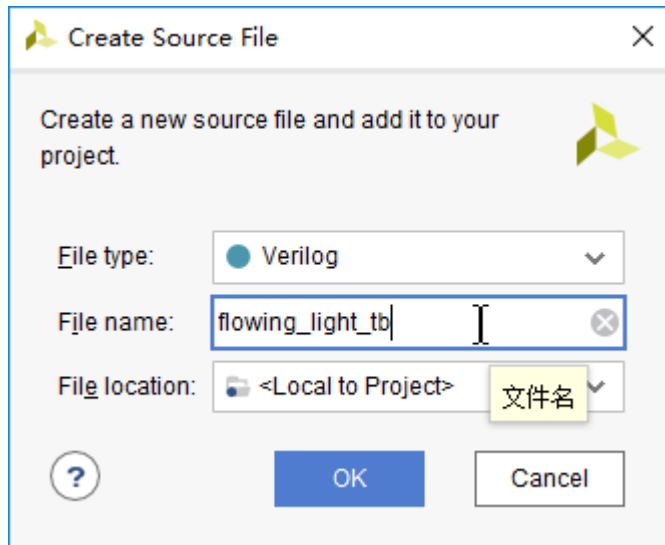 Create Source File
Create a new source file and add it to your
project.
File type: Verilog
File name: flowing_light_tb
File location: <Local to Project>
文件名
? OK Cancel